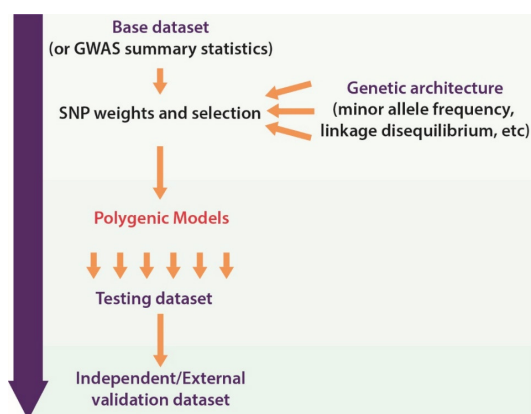 Base dataset
(or GWAS summary statistics)
Genetic architecture
SNP weights and selection
(minor allele frequency,
linkage disequilibrium, etc)
Polygenic Models
Testing dataset
Independent/External
validation dataset